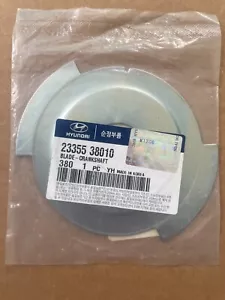 HYUNDAI
순정부품
23355 38010
BLADE-CRANKSHAFT
380 1 PC YH MADE IN KOREA